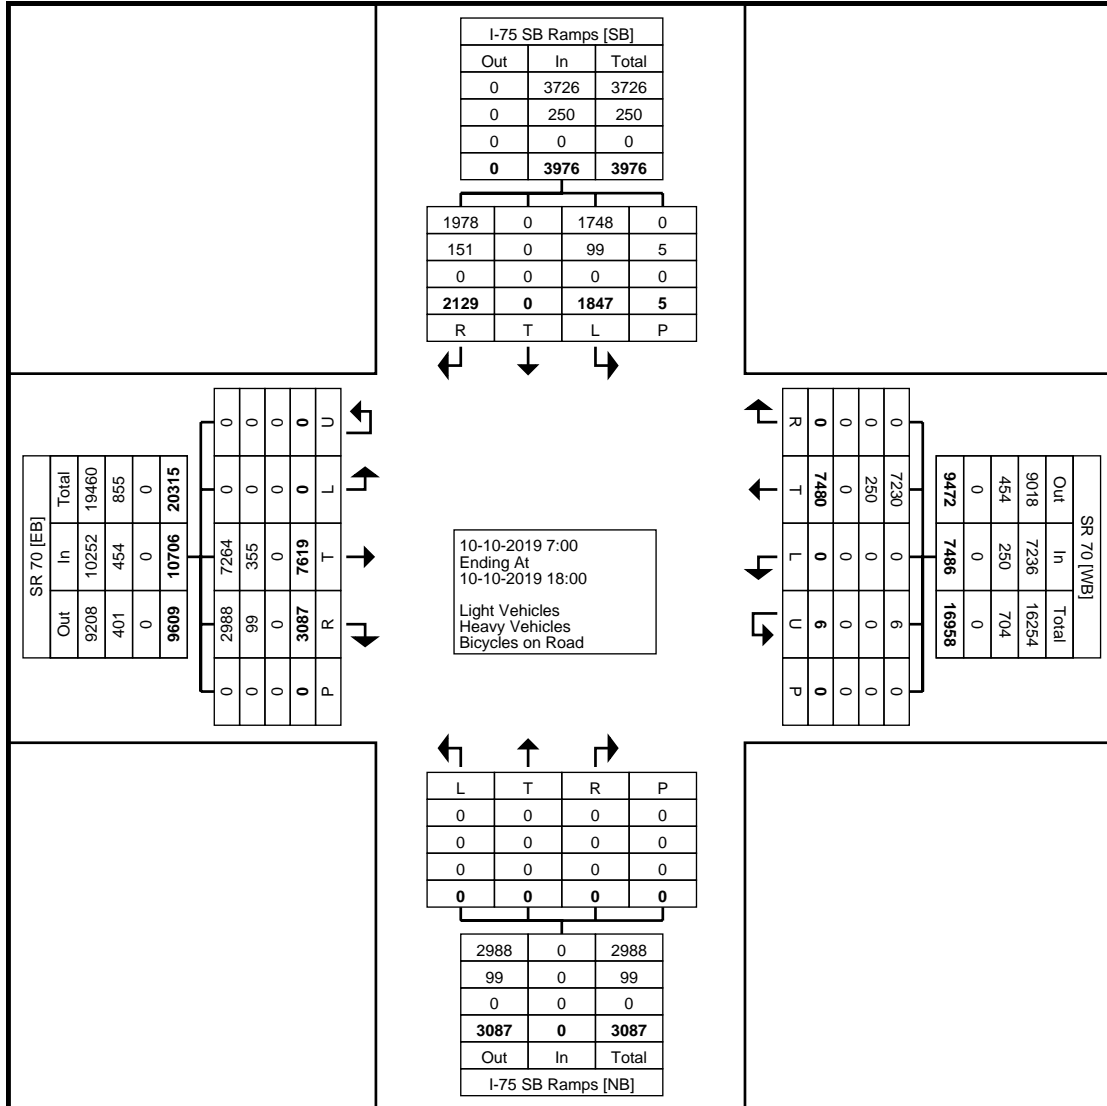 I-75 SB Ramps [SB]
Out In Total
0 3726 3726
0 250 250
0 0 0
0 3976 3976
1978 0 1748 0
151 0 99 5
0 0 0 0
2129 0 1847 5
R T L P
SR 70 [EB]
Total 19460 855 0 20315
In 10252 454 0 10706
Out 9208 401 0 9609
0 0 0 0 U
0 0 0 0 L
7264 355 0 7619 T
2988 99 0 3087 R
0 0 0 0 P
10-10-2019 7:00
Ending At
10-10-2019 18:00
Light Vehicles
Heavy Vehicles
Bicycles on Road
R 0 0 0 0
T 7480 0 250 7230
L 0 0 0 0
U 6 0 0 6
P 0 0 0 0
SR 70 [WB]
Out In Total
9018 7236 16254
454 250 704
0 0 0
9472 7486 16958
L T R P
0 0 0 0
0 0 0 0
0 0 0 0
0 0 0 0
2988 0 2988
99 0 99
0 0 0
3087 0 3087
Out In Total
I-75 SB Ramps [NB]